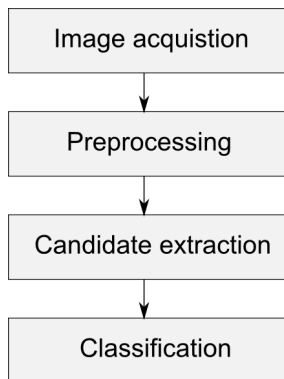 Image acquistion
Preprocessing
Candidate extraction
Classification